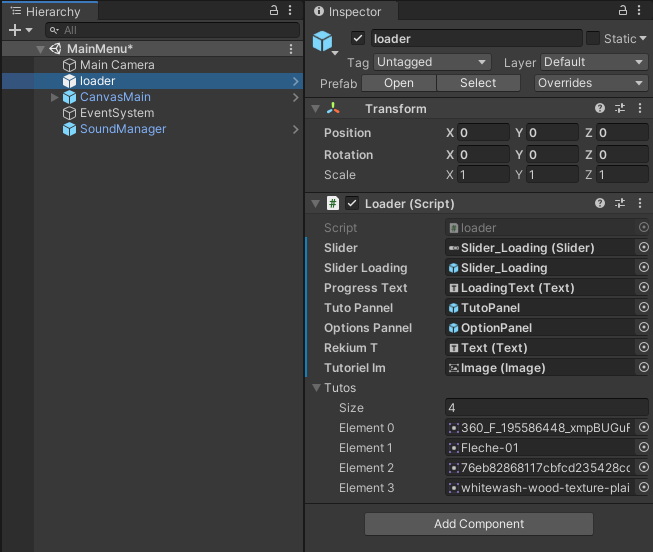 Hierarchy
All
MainMenu*
Main Camera
loader
CanvasMain
EventSystem
SoundManager
Inspector
loader
Static
Tag Untagged Layer Default
Prefab Open Select Overrides
Transform
Position X 0 Y 0 Z 0
Rotation X 0 Y 0 Z 0
Scale X 1 Y 1 Z 1
Loader (Script)
Script loader
Slider Slider_Loading (Slider)
Slider Loading Slider_Loading
Progress Text LoadingText (Text)
Tuto Pannel TutoPanel
Options Pannel OptionPanel
Rekium T Text (Text)
Tutoriel Im Image (Image)
Tutos
Size 4
Element 0 360_F_195586448_xmpBUGuF
Element 1 Fleche-01
Element 2 76eb82868117cbfcd235428cc
Element 3 whitewash-wood-texture-plai
Add Component